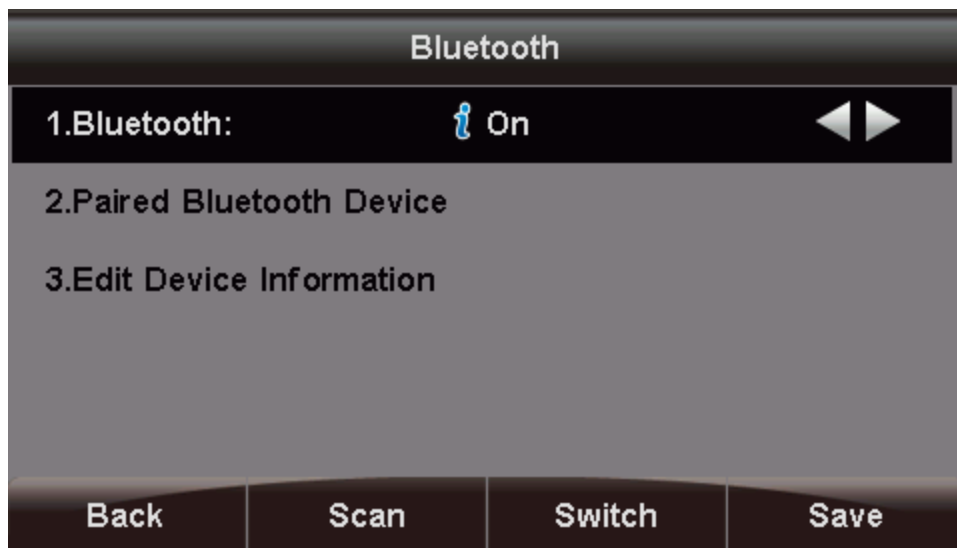 Bluetooth
1.Bluetooth: On
2.Paired Bluetooth Device
3.Edit Device Information
Back Scan Switch Save